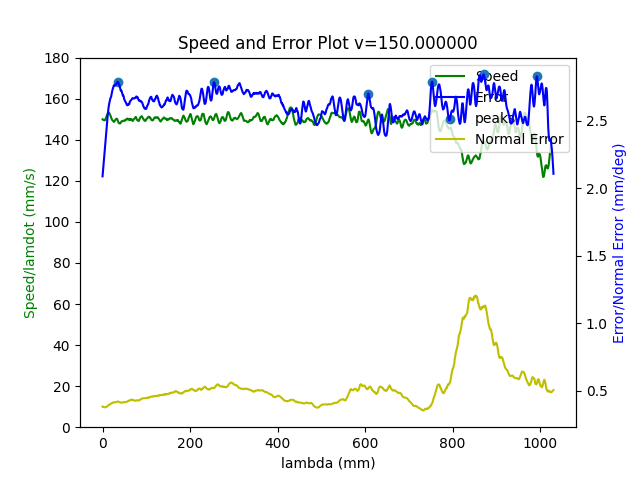 Speed and Error Plot v=150.000000
180
160
140
120
100
80
60
40
20
0
Speed/lamdot (mm/s)
0
200
400
600
800
1000
lambda (mm)
2.5
2.0
1.5
1.0
0.5
Error/Normal Error (mm/deg)
Speed
Error
peaks
Normal Error